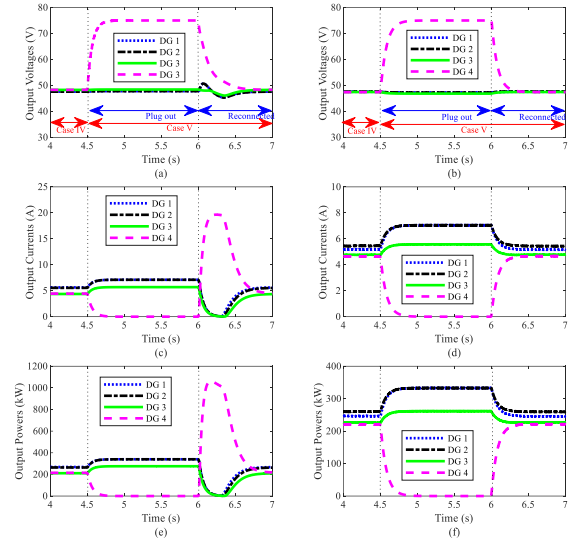 Output Voltages (V)
80
70
60
50
40
30
DG 1
DG 2
DG 3
DG 3
Plug out
Reconnected
Case IV
Case V
4 4.5 5 5.5 6 6.5 7
Time (s)
(a)
Output Voltages (V)
80
70
60
50
40
30
DG 1
DG 2
DG 3
DG 4
Plug out
Reconnected
Case IV
Case V
4 4.5 5 5.5 6 6.5 7
Time (s)
(b)
Output Currents (A)
25
20
15
10
5
0
DG 1
DG 2
DG 3
DG 4
4 4.5 5 5.5 6 6.5 7
Time (s)
(c)
Output Currents (A)
10
8
6
4
2
0
DG 1
DG 2
DG 3
DG 4
4 4.5 5 5.5 6 6.5 7
Time (s)
(d)
Output Powers (kW)
1200
1000
800
600
400
200
0
DG 1
DG 2
DG 3
DG 4
4 4.5 5 5.5 6 6.5 7
Time (s)
(e)
Output Powers (kW)
400
300
200
100
0
DG 1
DG 2
DG 3
DG 4
4 4.5 5 5.5 6 6.5 7
Time (s)
(f)